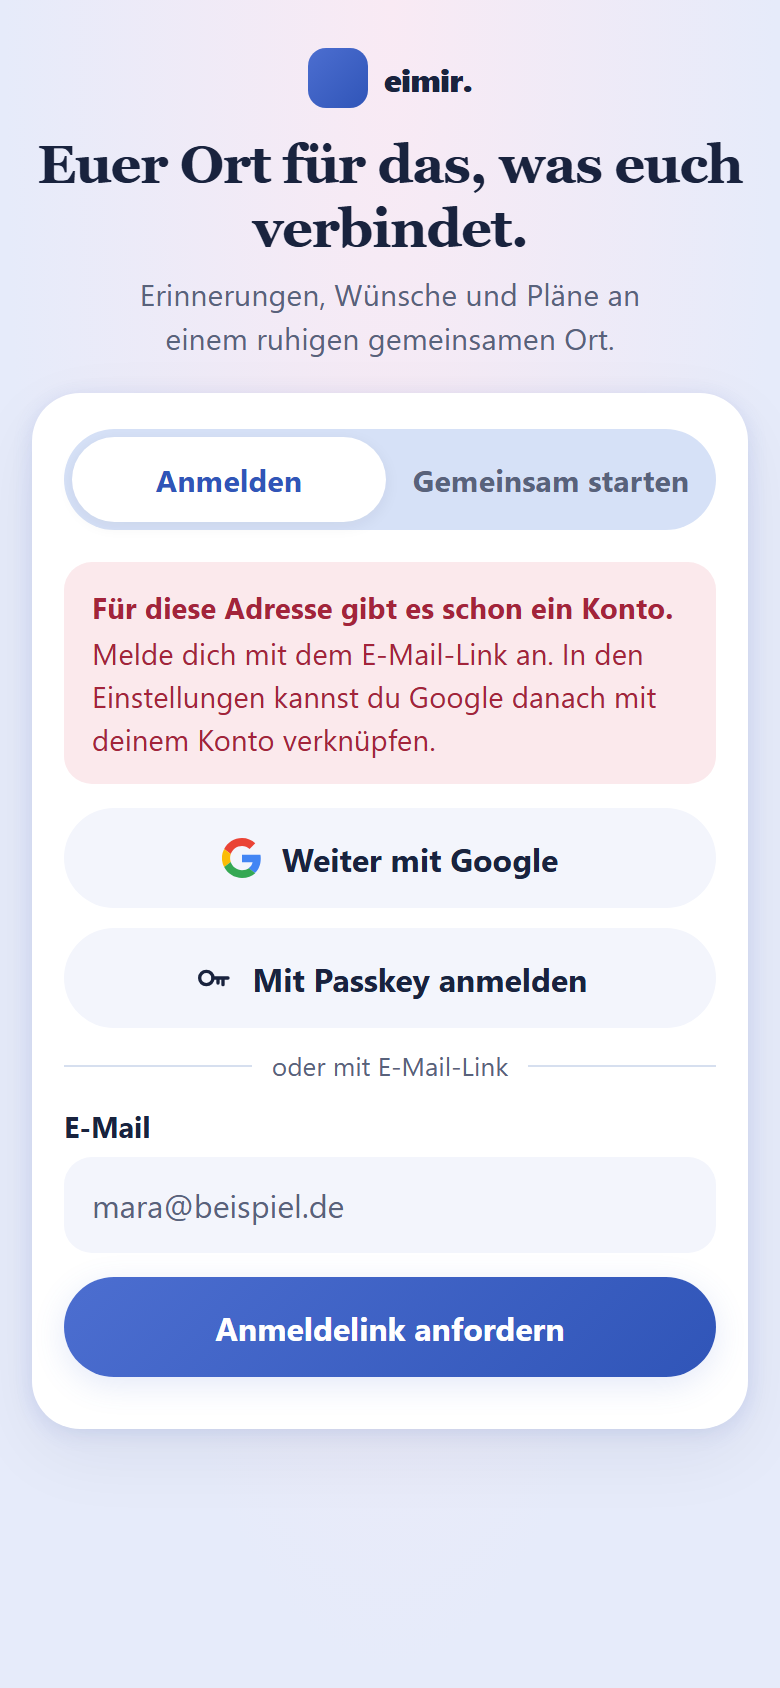 eimir.
Euer Ort für das, was euch
verbindet.
Erinnerungen, Wünsche und Pläne an
einem ruhigen gemeinsamen Ort.
Anmelden
Gemeinsam starten
Für diese Adresse gibt es schon ein Konto.
Melde dich mit dem E-Mail-Link an. In den
Einstellungen kannst du Google danach mit
deinem Konto verknüpfen.
Weiter mit Google
Mit Passkey anmelden
oder mit E-Mail-Link
E-Mail
mara@beispiel.de
Anmeldelink anfordern